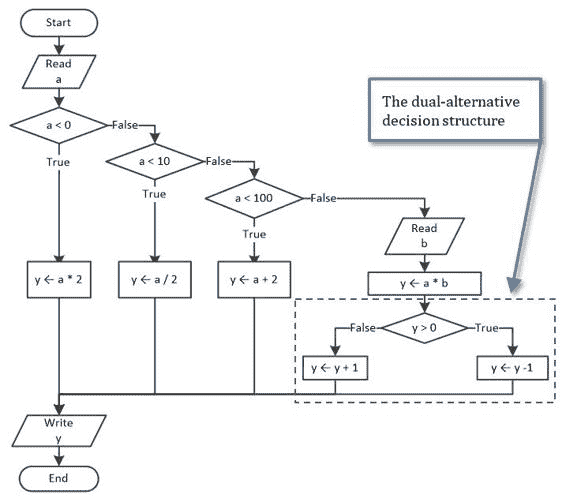 Start
Read
a
a < 0
False
True
a < 10
False
True
a < 100
False
True
The dual-alternative
decision structure
Read
b
y ← a * 2
y ← a / 2
y ← a + 2
y ← a * b
False
y > 0
True
y ← y + 1
y ← y -1
Write
y
End